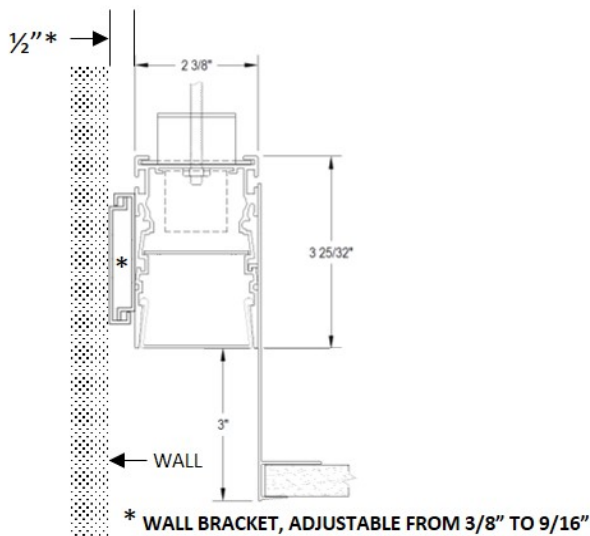 ½”*
2 3/8"
3 25/32"
*
3"
WALL
* WALL BRACKET, ADJUSTABLE FROM 3/8” TO 9/16”